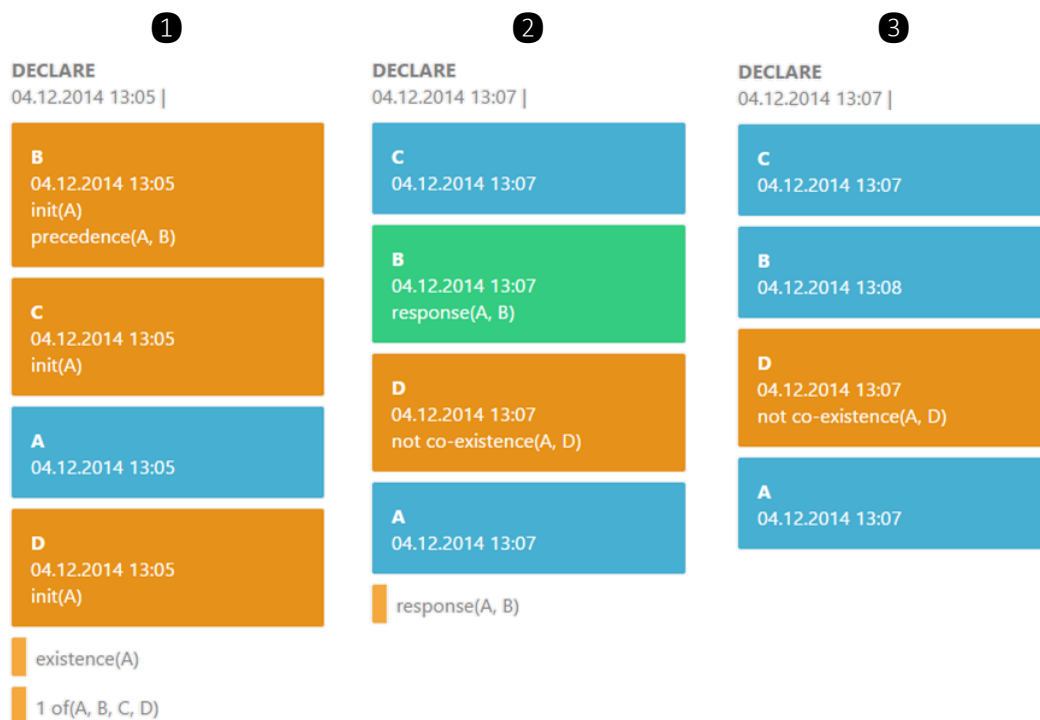 ❶
DECLARE
04.12.2014 13:05 |
B
04.12.2014 13:05
init(A)
precedence(A, B)
C
04.12.2014 13:05
init(A)
A
04.12.2014 13:05
D
04.12.2014 13:05
init(A)
existence(A)
1 of(A, B, C, D)
❷
DECLARE
04.12.2014 13:07 |
C
04.12.2014 13:07
B
04.12.2014 13:07
response(A, B)
D
04.12.2014 13:07
not co-existence(A, D)
A
04.12.2014 13:07
response(A, B)
❸
DECLARE
04.12.2014 13:07 |
C
04.12.2014 13:07
B
04.12.2014 13:08
D
04.12.2014 13:07
not co-existence(A, D)
A
04.12.2014 13:07